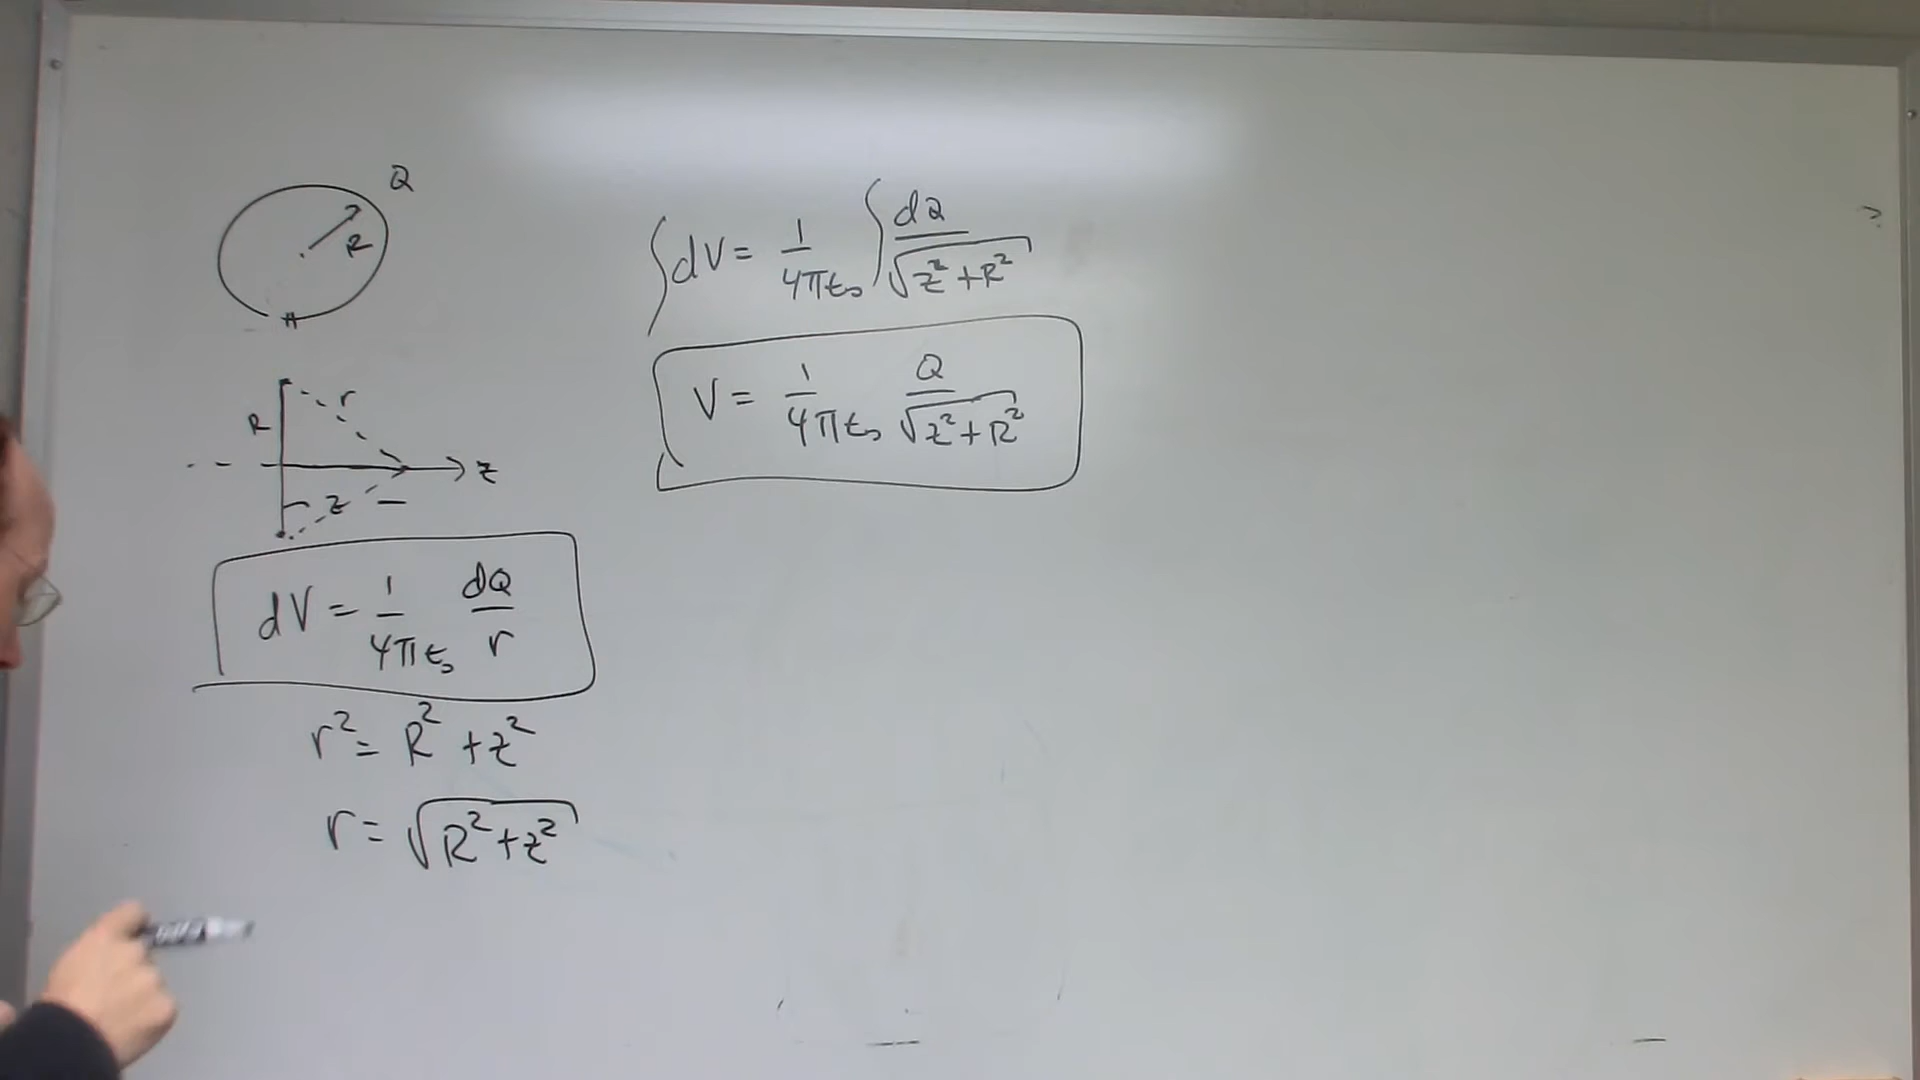 Q
R
R
r
z
z
dV = 1/4πε₀ dQ/r
r² = R² + z²
r = √(R² + z²)
∫dV = 1/4πε₀ ∫ dQ/√(z² + R²)
V = 1/4πε₀ Q/√(z² + R²)